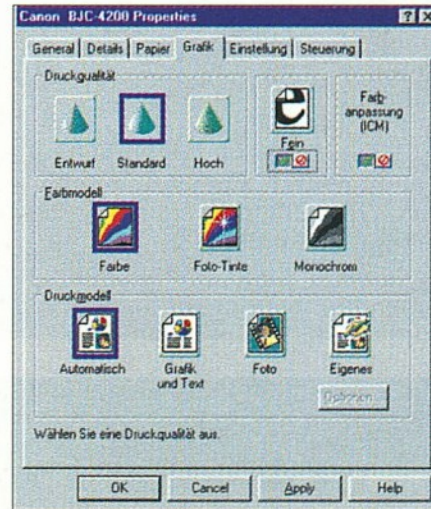 Canon BJC-4200 Properties
General Details Papier Grafik Einstellung Steuerung
Druckqualität
Entwurf Standard Hoch
Fein
Farb-
anpassung
(ICM)
Farbmodell
Farbe Foto-Tinte Monochrom
Druckmodell
Automatisch Grafik und Text Foto Eigenes
Optionen...
Wählen Sie eine Druckqualität aus.
OK Cancel Apply Help